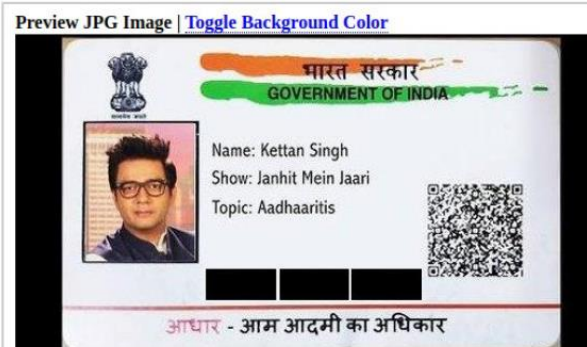 Preview JPG Image | Toggle Background Color
भारत सरकार
GOVERNMENT OF INDIA
Name: Kettan Singh
Show: Janhit Mein Jaari
Topic: Aadhaaritis
आधार - आम आदमी का अधिकार